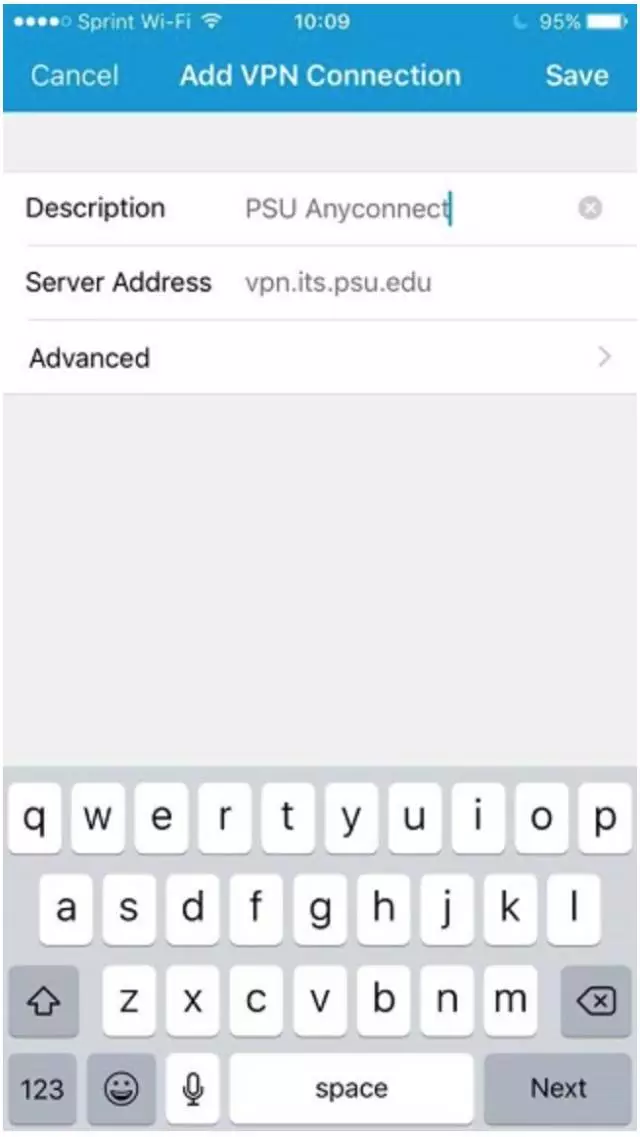 Sprint Wi-Fi 10:09 95%
Cancel Add VPN Connection Save
Description PSU Anyconnect
Server Address vpn.its.psu.edu
Advanced
q w e r t y u i o p
a s d f g h j k l
z x c v b n m
123 space Next